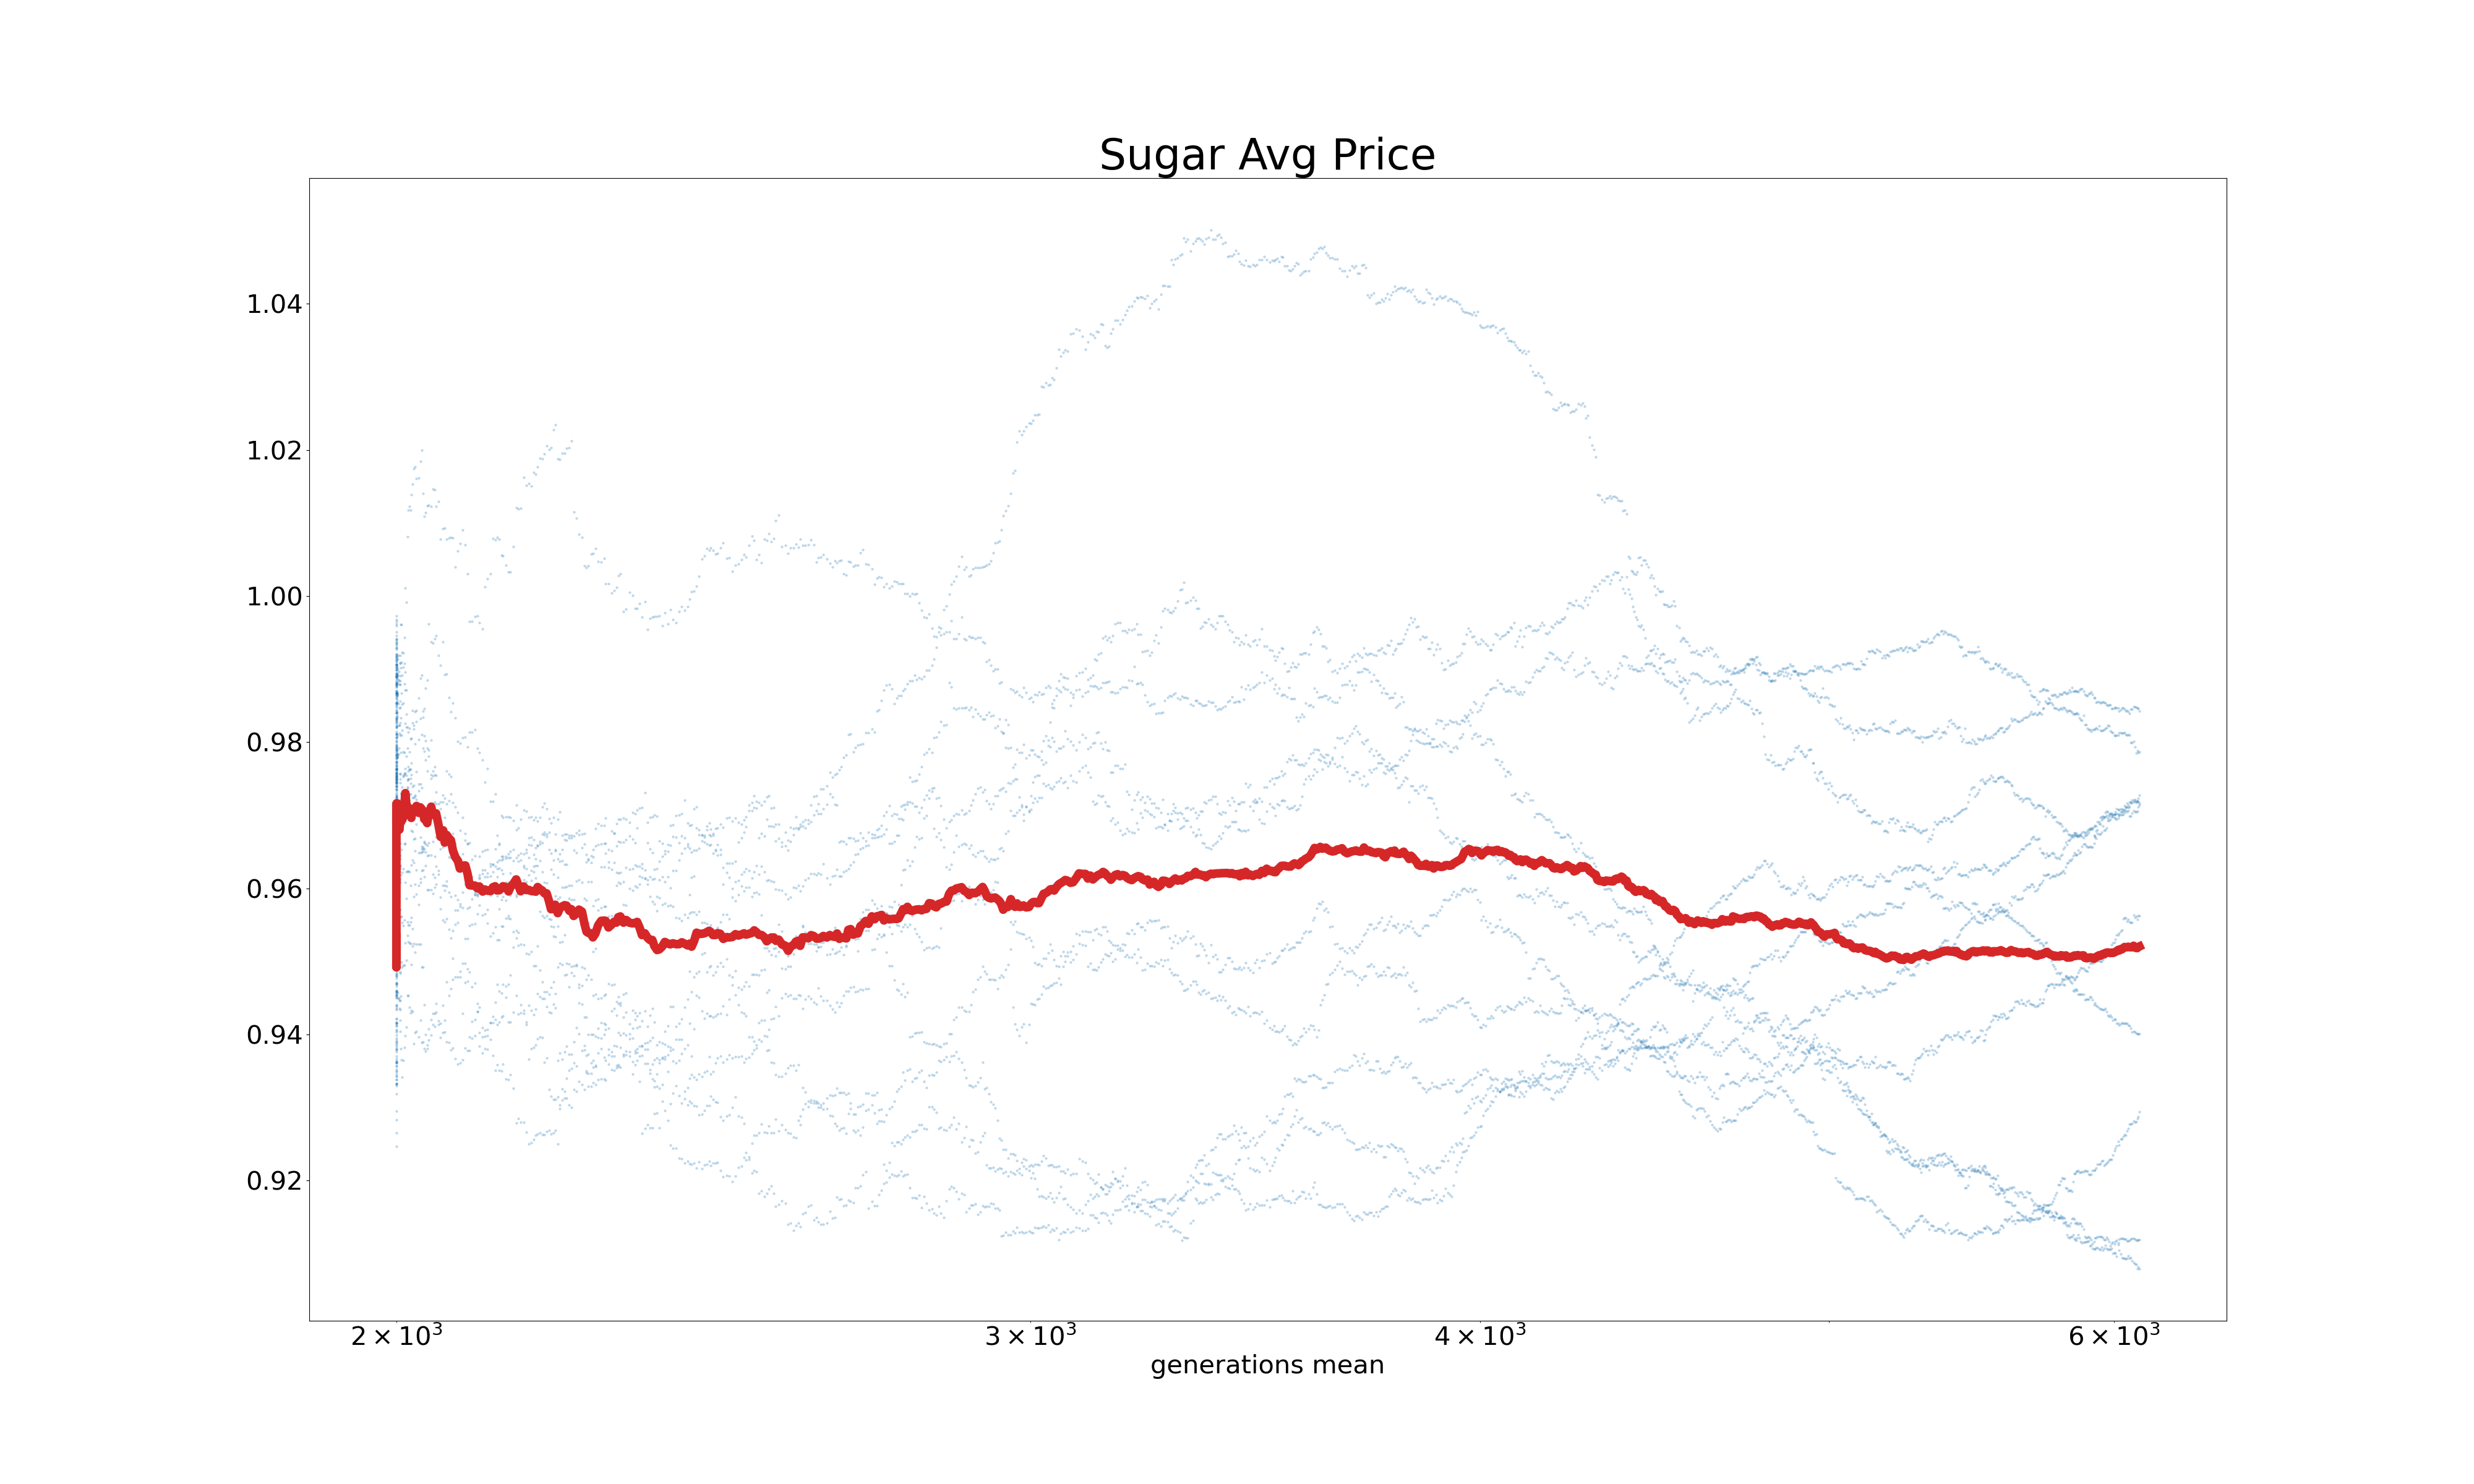 Sugar Avg Price
1.04
1.02
1.00
0.98
0.96
0.94
0.92
2 × 10³ 3 × 10³ 4 × 10³ 6 × 10³
generations mean